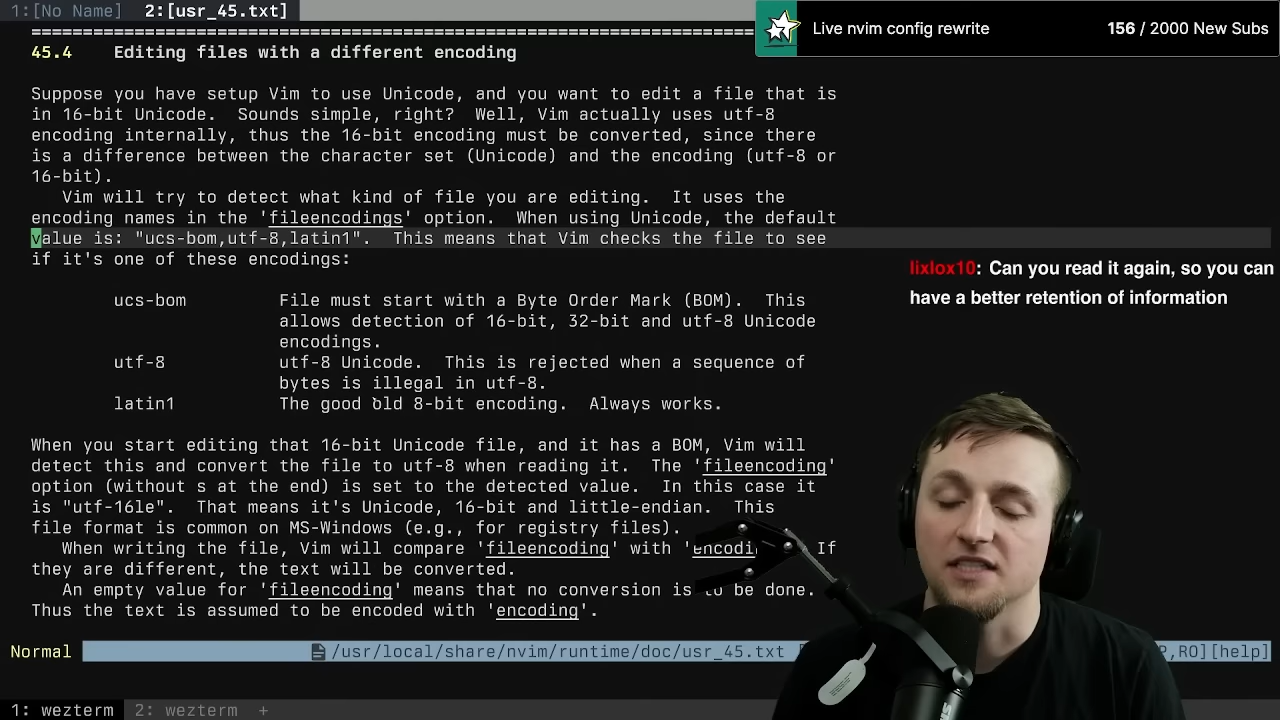 1:[No Name]  2:[usr_45.txt]
Live nvim config rewrite 156 / 2000 New Subs
==============================================================================
45.4    Editing files with a different encoding
Suppose you have setup Vim to use Unicode, and you want to edit a file that is
in 16-bit Unicode.  Sounds simple, right?  Well, Vim actually uses utf-8
encoding internally, thus the 16-bit encoding must be converted, since there
is a difference between the character set (Unicode) and the encoding (utf-8 or
16-bit).
Vim will try to detect what kind of file you are editing.  It uses the
encoding names in the 'fileencodings' option.  When using Unicode, the default
value is: "ucs-bom,utf-8,latin1".  This means that Vim checks the file to see
if it's one of these encodings:
lixlox10: Can you read it again, so you can
have a better retention of information
ucs-bom         File must start with a Byte Order Mark (BOM).  This
allows detection of 16-bit, 32-bit and utf-8 Unicode
encodings.
utf-8           utf-8 Unicode.  This is rejected when a sequence of
bytes is illegal in utf-8.
latin1          The good old 8-bit encoding.  Always works.
When you start editing that 16-bit Unicode file, and it has a BOM, Vim will
detect this and convert the file to utf-8 when reading it.  The 'fileencoding'
option (without s at the end) is set to the detected value.  In this case it
is "utf-16le".  That means it's Unicode, 16-bit and little-endian.  This
file format is common on MS-Windows (e.g., for registry files).
When writing the file, Vim will compare 'fileencoding' with 'encodi If
they are different, the text will be converted.
An empty value for 'fileencoding' means that no conversion is to be done.
Thus the text is assumed to be encoded with 'encoding'.
Normal /usr/local/share/nvim/runtime/doc/usr_45.txt ,RO][help]
1: wezterm  2: wezterm  +